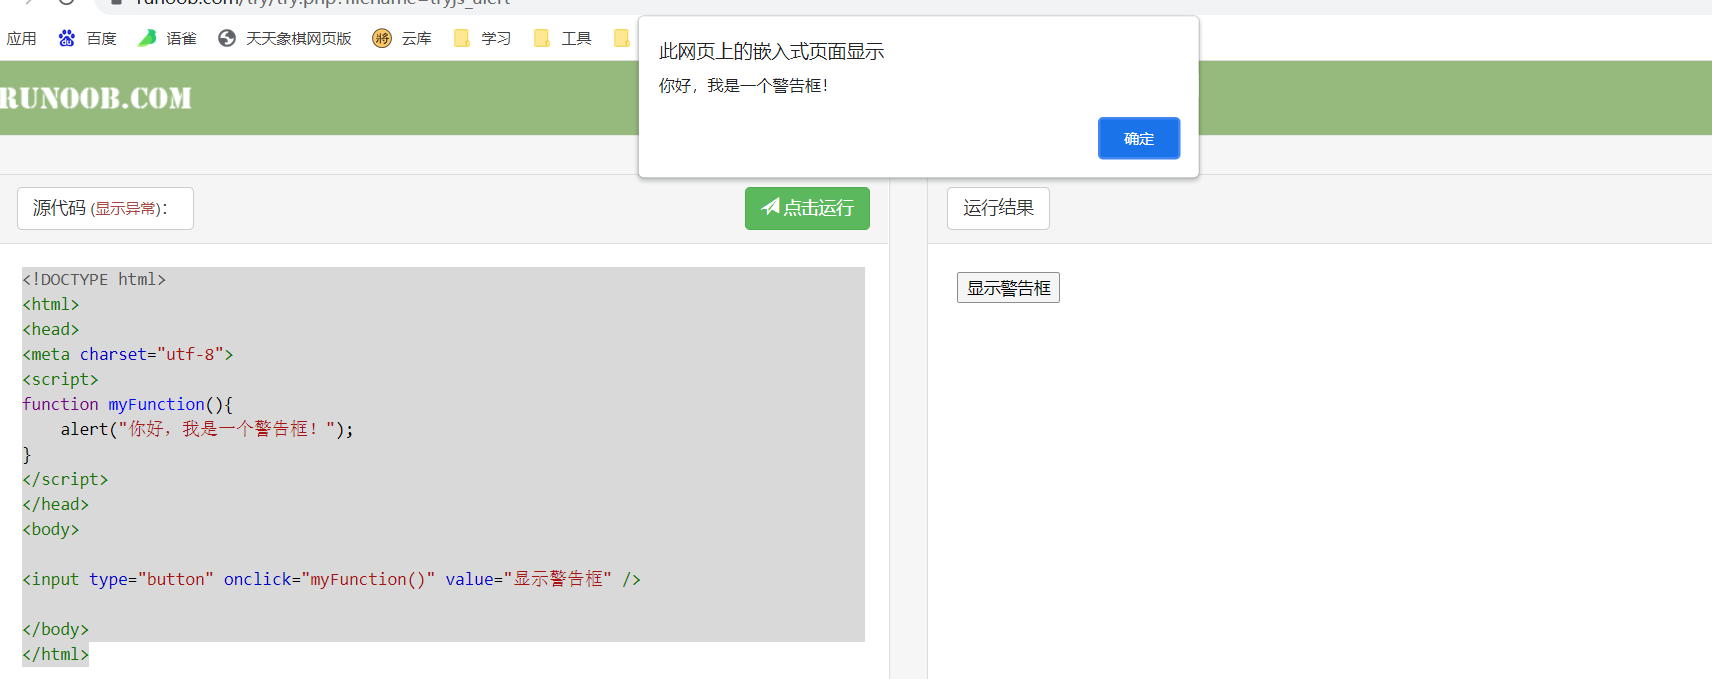 runoob.com/try/try.php?filename=tryjs_alert
应用 百度 语雀 天天象棋网页版 云库 学习 工具
此网页上的嵌入式页面显示
你好，我是一个警告框！
确定
RUNOOB.COM
源代码 (显示异常)：
点击运行
运行结果
<!DOCTYPE html>
<html>
<head>
<meta charset="utf-8">
<script>
function myFunction(){
    alert("你好，我是一个警告框！");
}
</script>
</head>
<body>
<input type="button" onclick="myFunction()" value="显示警告框" />
</body>
</html>
显示警告框